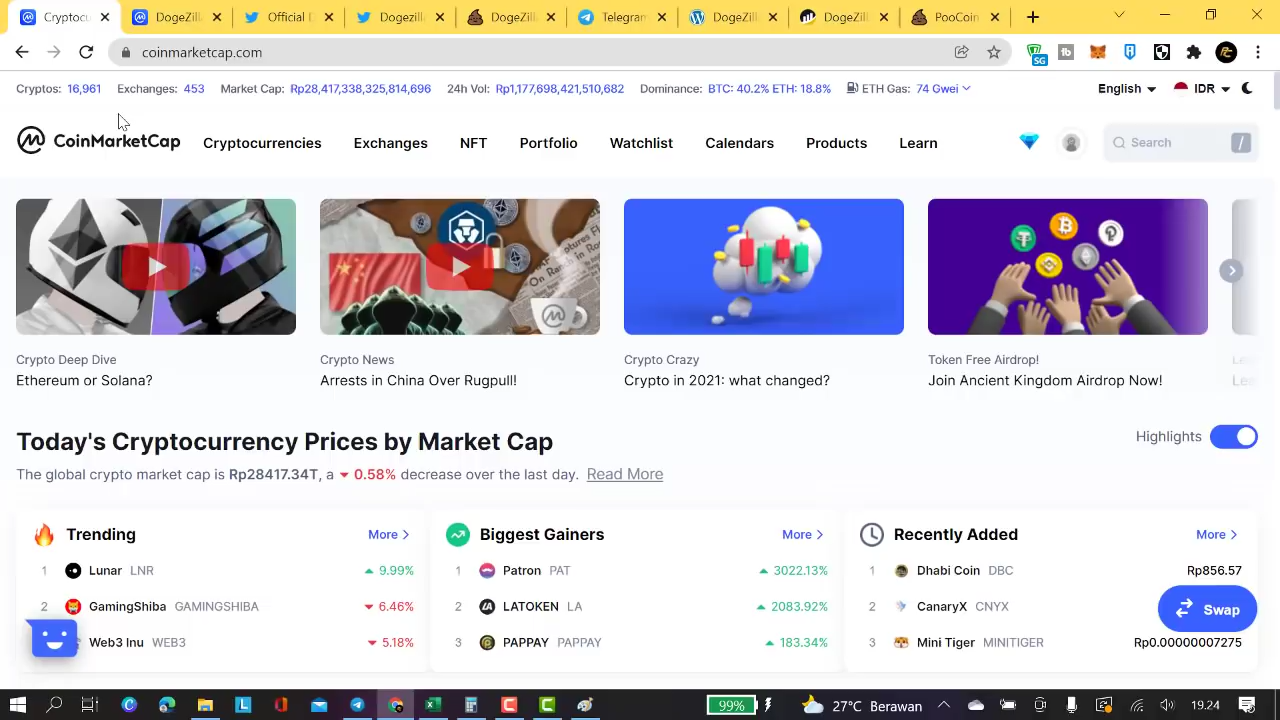 Cryptoc
DogeZill
Official D
Dogezill
DogeZill
Telegram
DogeZill
DogeZill
PooCoin
coinmarketcap.com
SG
Cryptos: 16,961 Exchanges: 453 Market Cap: Rp28,417,338,325,814,696 24h Vol: Rp1,177,698,421,510,682 Dominance: BTC: 40.2% ETH: 18.8% ETH Gas: 74 Gwei English IDR
CoinMarketCap Cryptocurrencies Exchanges NFT Portfolio Watchlist Calendars Products Learn Search /
Crypto Deep Dive
Ethereum or Solana?
Crypto News
Arrests in China Over Rugpull!
Crypto Crazy
Crypto in 2021: what changed?
Token Free Airdrop!
Join Ancient Kingdom Airdrop Now!
Today's Cryptocurrency Prices by Market Cap
Highlights
The global crypto market cap is Rp28417.34T, a 0.58% decrease over the last day. Read More
Trending More
1 Lunar LNR 9.99%
2 GamingShiba GAMINGSHIBA 6.46%
Web3 Inu WEB3 5.18%
Biggest Gainers More
1 Patron PAT 3022.13%
2 LATOKEN LA 2083.92%
3 PAPPAY PAPPAY 183.34%
Recently Added More
1 Dhabi Coin DBC Rp856.57
2 CanaryX CNYX
3 Mini Tiger MINITIGER Rp0.00000007275
Swap
99% 27°C Berawan 19.24